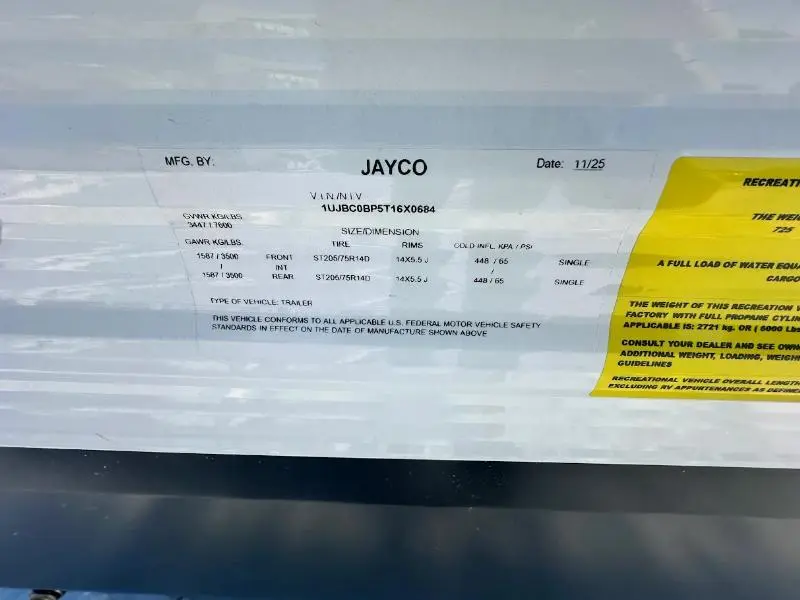 MFG. BY: JAYCO Date: 11/25
VIN/NIV
1UJBC0BP5T16X0684
GVWR KG/LBS
3447 / 7600
SIZE/DIMENSION
GAWR KG/LBS. TIRE RIMS COLD INFL. KPA / PSI
1587 / 3500 FRONT ST205/75R14D 14X5.5 J 448 / 65 SINGLE
/ INT /
1587 / 3500 REAR ST205/75R14D 14X5.5 J 448 / 65 SINGLE
TYPE OF VEHICLE: TRAILER
THIS VEHICLE CONFORMS TO ALL APPLICABLE U.S. FEDERAL MOTOR VEHICLE SAFETY
STANDARDS IN EFFECT ON THE DATE OF MANUFACTURE SHOWN ABOVE
RECREATI
THE WEIG
725
A FULL LOAD OF WATER EQUA
CARGO
THE WEIGHT OF THIS RECREATION V
FACTORY WITH FULL PROPANE CYLIN
APPLICABLE IS: 2721 kg. OR ( 6000 Lbs
CONSULT YOUR DEALER AND SEE OWN
ADDITIONAL WEIGHT, LOADING, WEIGH
GUIDELINES
RECREATIONAL VEHICLE OVERALL LENGTH
EXCLUDING RV APPURTENANCES AS DEFINE